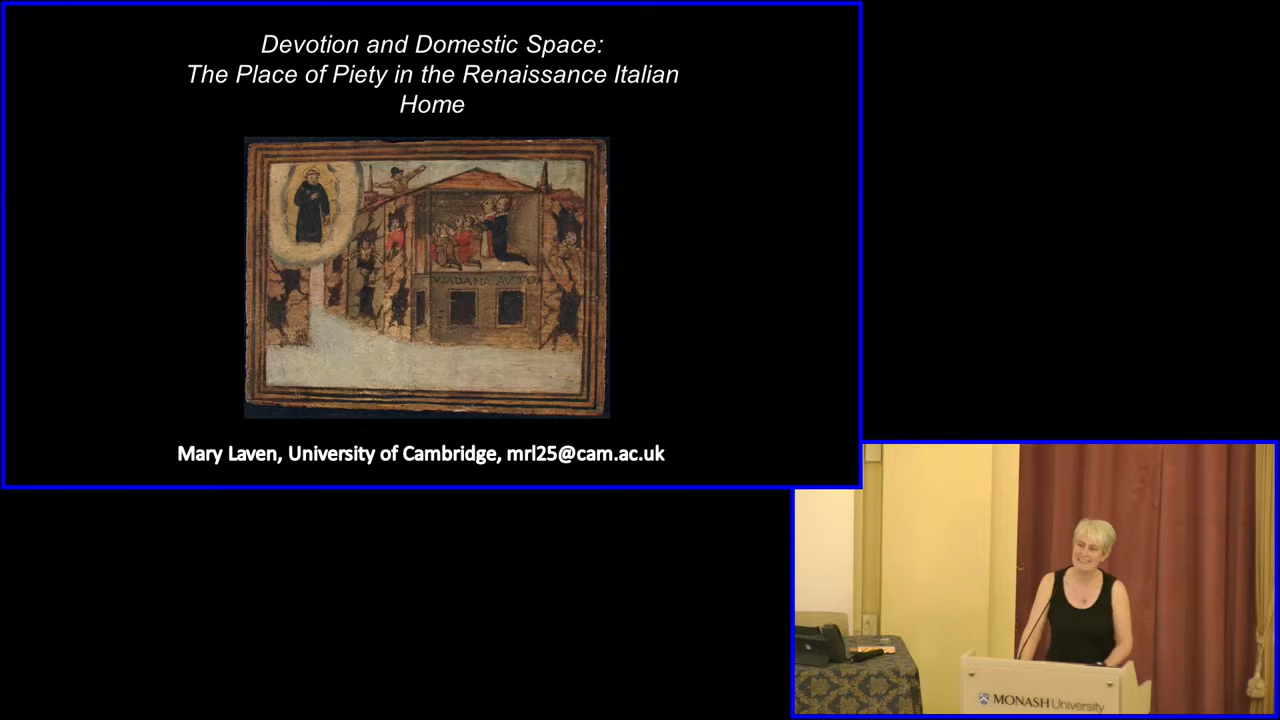 Devotion and Domestic Space:
The Place of Piety in the Renaissance Italian
Home
Mary Laven, University of Cambridge, mrl25@cam.ac.uk
MONASH University